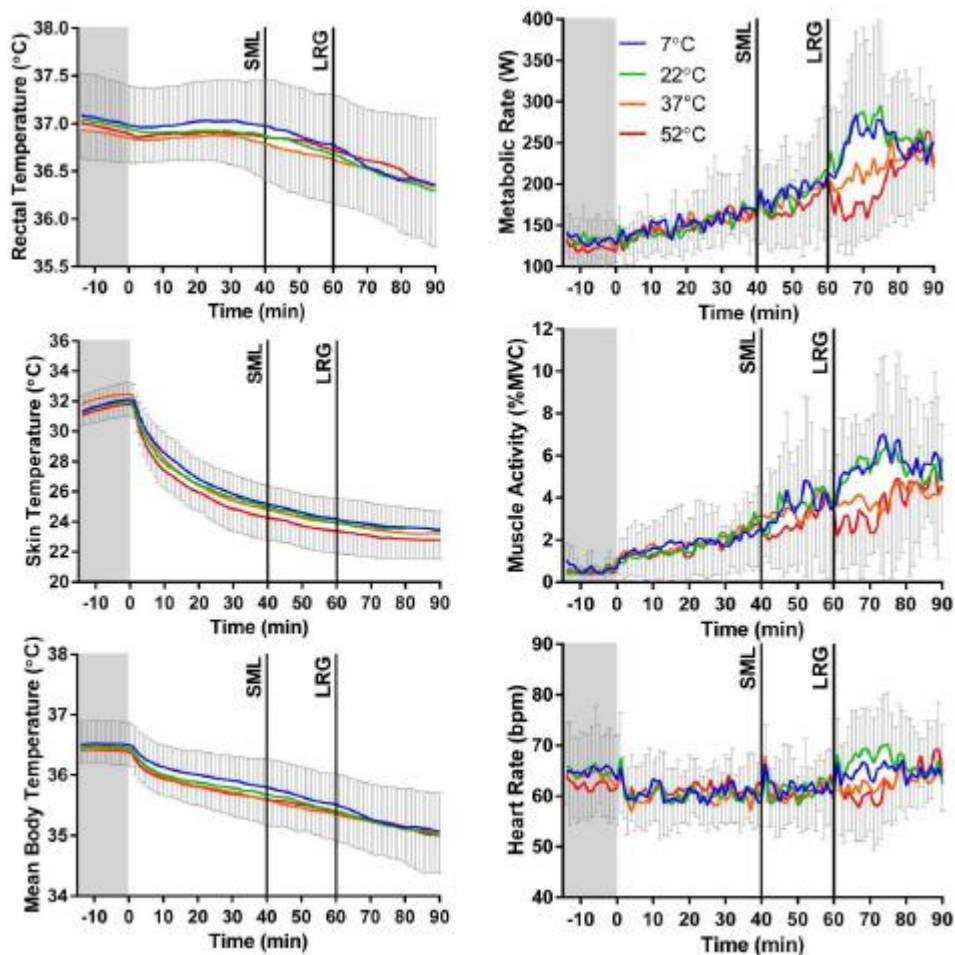 Rectal Temperature (°C)
38.0
37.5
37.0
36.5
36.0
35.5
SML
LRG
-10 0 10 20 30 40 50 60 70 80 90
Time (min)
Metabolic Rate (W)
400
350
300
250
200
150
100
SML
LRG
7°C
22°C
37°C
52°C
-10 0 10 20 30 40 50 60 70 80 90
Time (min)
Skin Temperature (°C)
36
34
32
30
28
26
24
22
20
SML
LRG
-10 0 10 20 30 40 50 60 70 80 90
Time (min)
Muscle Activity (%MVC)
12
10
8
6
4
2
0
SML
LRG
-10 0 10 20 30 40 50 60 70 80 90
Time (min)
Mean Body Temperature (°C)
38
37
36
35
34
SML
LRG
-10 0 10 20 30 40 50 60 70 80 90
Time (min)
Heart Rate (bpm)
90
80
70
60
50
40
SML
LRG
-10 0 10 20 30 40 50 60 70 80 90
Time (min)